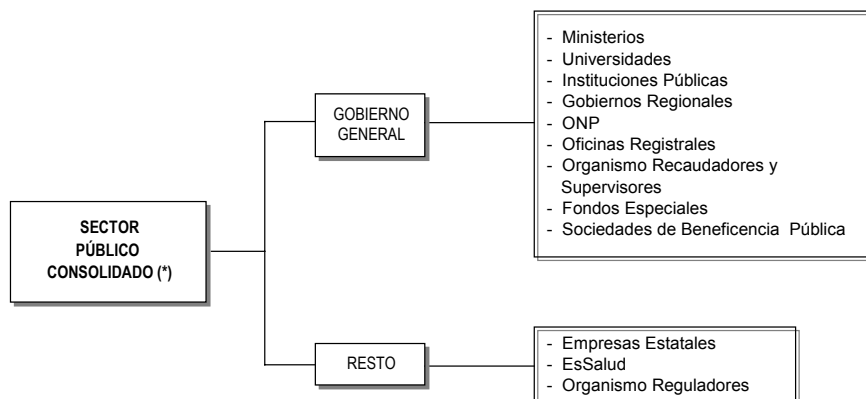 - Ministerios
- Universidades
- Instituciones Públicas
- Gobiernos Regionales
- ONP
- Oficinas Registrales
- Organismo Recaudadores y
Supervisores
- Fondos Especiales
- Sociedades de Beneficencia Pública
GOBIERNO
GENERAL
SECTOR
PÚBLICO
CONSOLIDADO (*)
RESTO
- Empresas Estatales
- EsSalud
- Organismo Reguladores